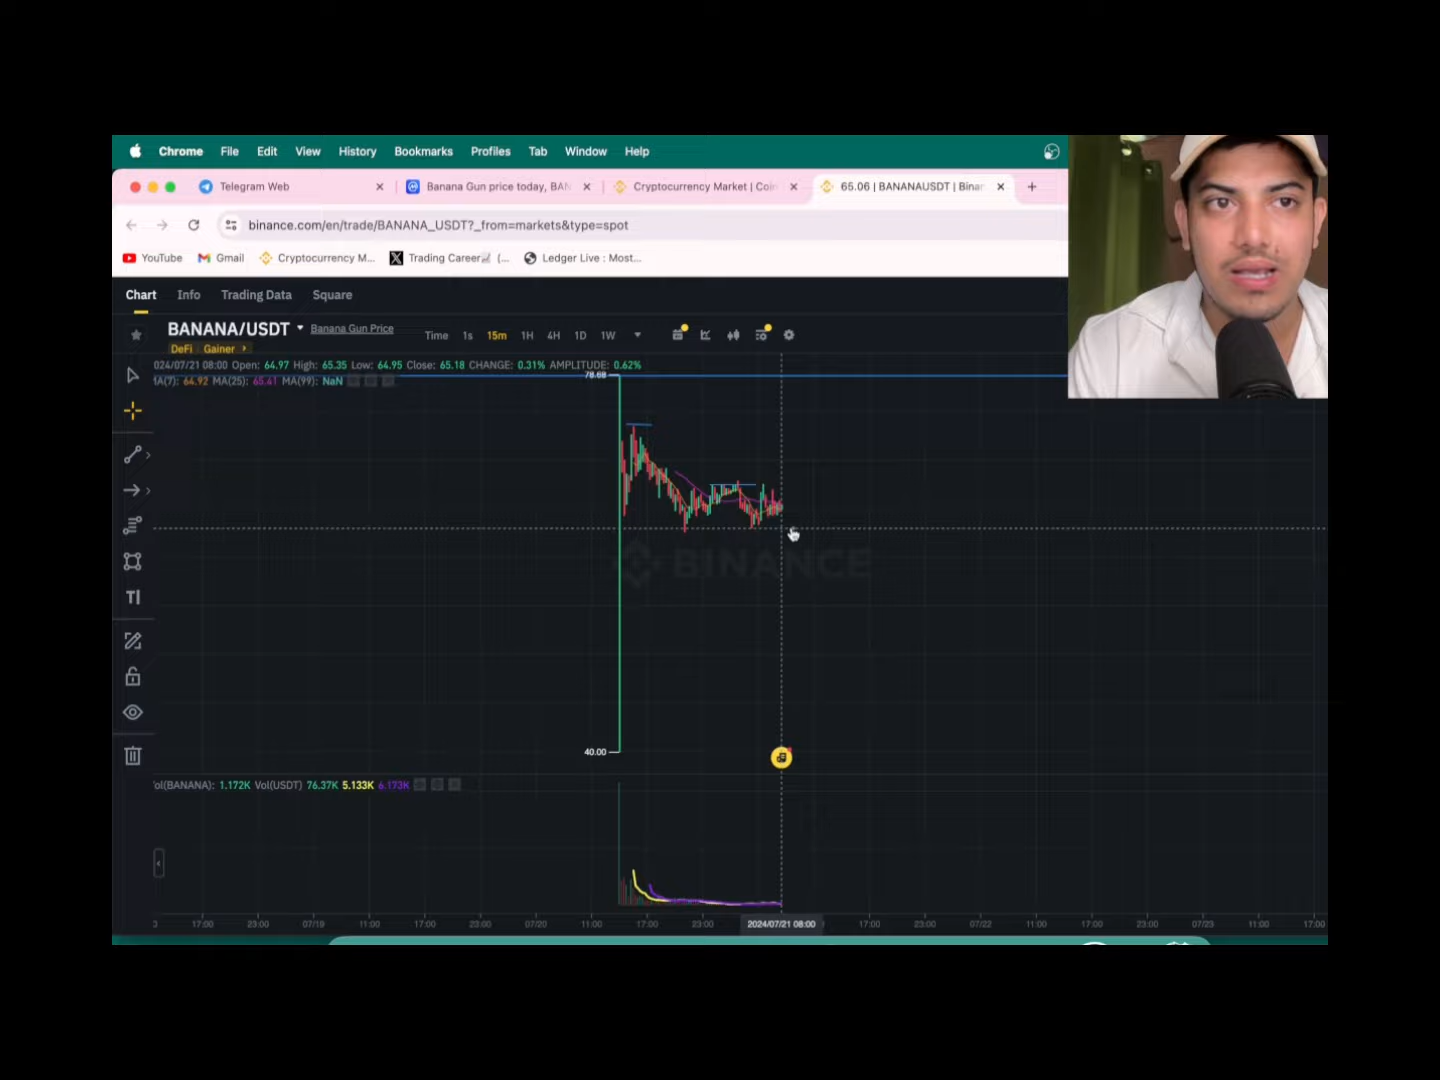 Chrome File Edit View History Bookmarks Profiles Tab Window Help
Telegram Web Banana Gun price today, BAN Cryptocurrency Market | Coin 65.06 | BANANAUSDT | Binan
binance.com/en/trade/BANANA_USDT?_from=markets&type=spot
YouTube Gmail Cryptocurrency M... Trading Career (... Ledger Live : Most...
Chart Info Trading Data Square
BANANA/USDT Banana Gun Price Time 1s 15m 1H 4H 1D 1W
DeFi Gainer
024/07/21 08:00 Open: 64.97 High: 65.35 Low: 64.95 Close: 65.18 CHANGE: 0.31% AMPLITUDE: 0.62%
MA(7): 64.92 MA(25): 65.41 MA(99): NaN
78.68
BINANCE
40.00
Vol(BANANA): 1.172K Vol(USDT) 76.37K 5.133K 6.173K
17:00 23:00 07/19 11:00 17:00 23:00 07/20 11:00 17:00 23:00 2024/07/21 08:00 17:00 23:00 07/22 11:00 17:00 23:00 07/23 11:00 17:00